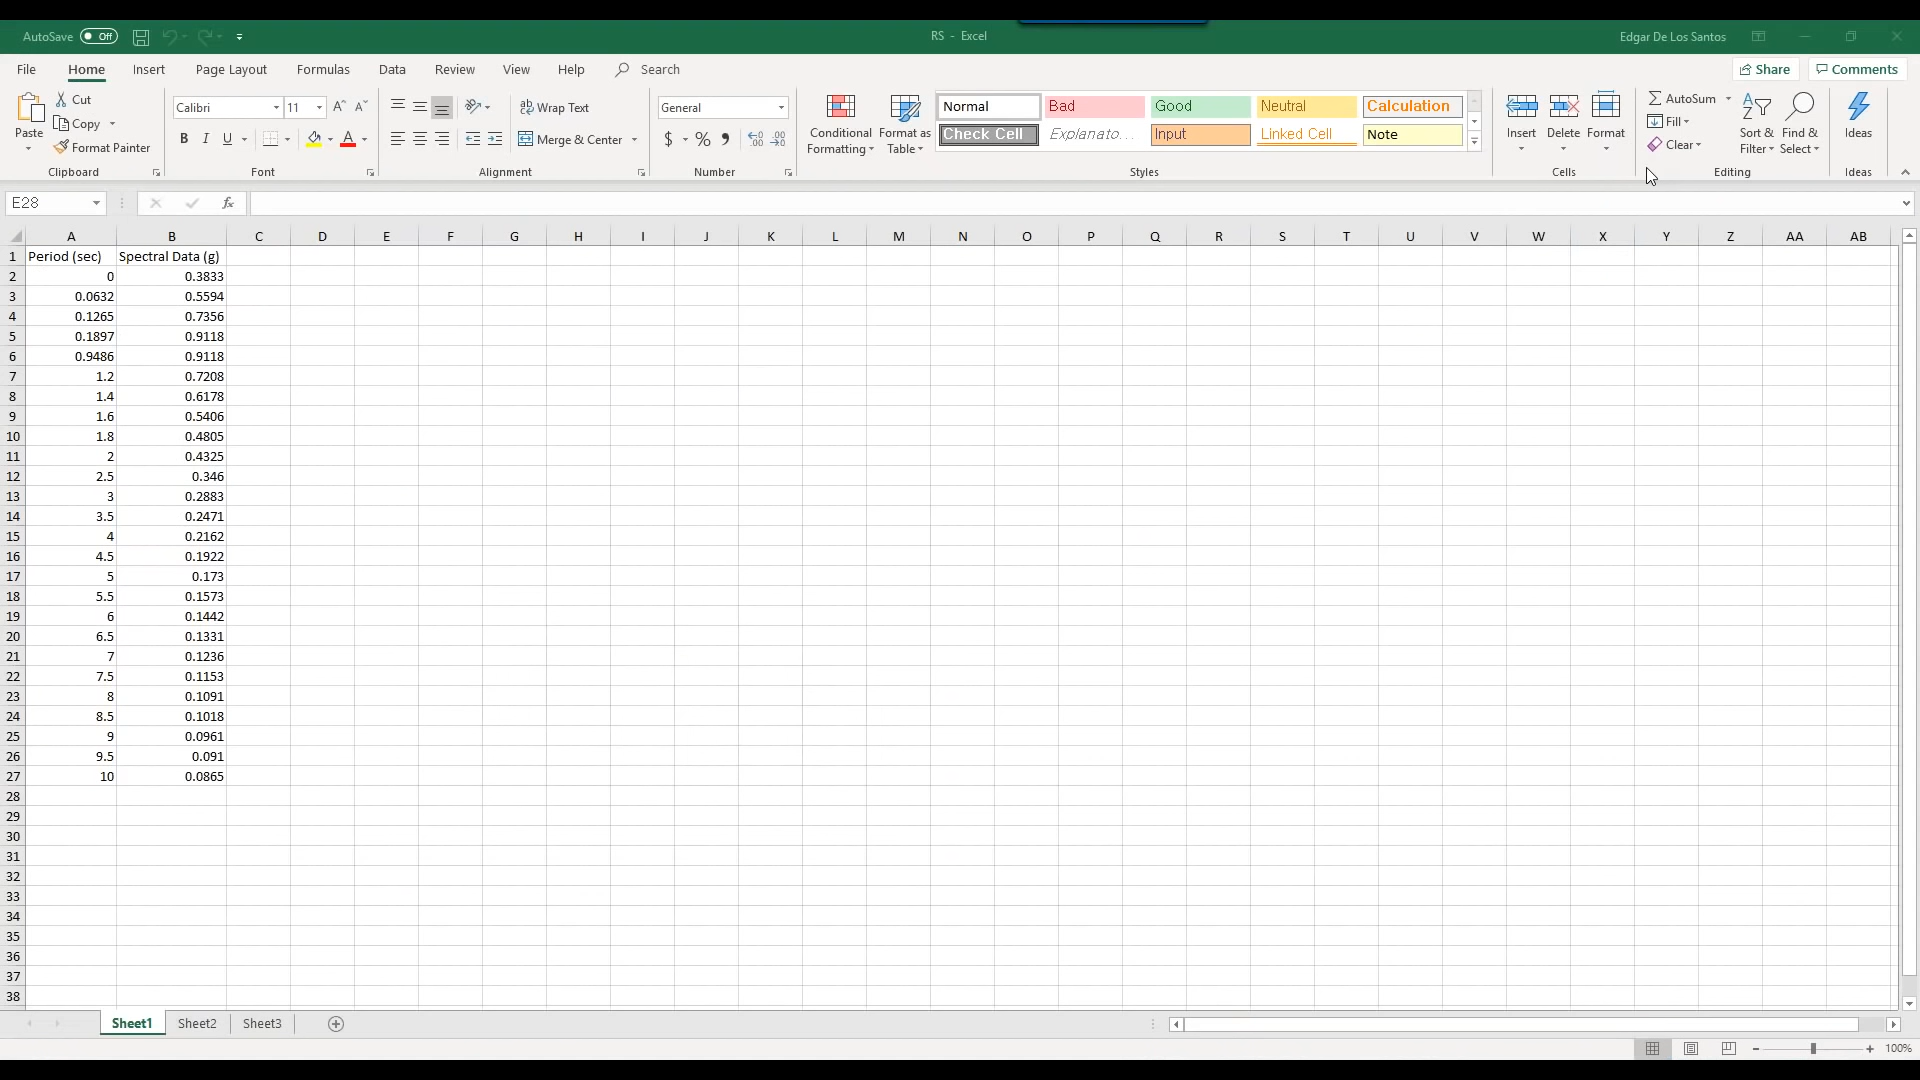 AutoSave Off
RS - Excel
Edgar De Los Santos
File Home Insert Page Layout Formulas Data Review View Help Search Share Comments
Paste
Cut
Copy
Format Painter
Clipboard
Calibri 11
B I U
Font
Wrap Text
Merge & Center
Alignment
General
$ % ,
Number
Conditional Formatting
Format as Table
Normal Bad Good Neutral Calculation
Check Cell Explanato... Input Linked Cell Note
Styles
Insert Delete Format
Cells
AutoSum
Fill
Clear
Sort & Filter
Find & Select
Editing
Ideas
Ideas
E28 fx
A B C D E F G H I J K L M N O P Q R S T U V W X Y Z AA AB
1 Period (sec) Spectral Data (g)
2 0 0.3833
3 0.0632 0.5594
4 0.1265 0.7356
5 0.1897 0.9118
6 0.9486 0.9118
7 1.2 0.7208
8 1.4 0.6178
9 1.6 0.5406
10 1.8 0.4805
11 2 0.4325
12 2.5 0.346
13 3 0.2883
14 3.5 0.2471
15 4 0.2162
16 4.5 0.1922
17 5 0.173
18 5.5 0.1573
19 6 0.1442
20 6.5 0.1331
21 7 0.1236
22 7.5 0.1153
23 8 0.1091
24 8.5 0.1018
25 9 0.0961
26 9.5 0.091
27 10 0.0865
28
29
30
31
32
33
34
35
36
37
38
Sheet1 Sheet2 Sheet3
100%